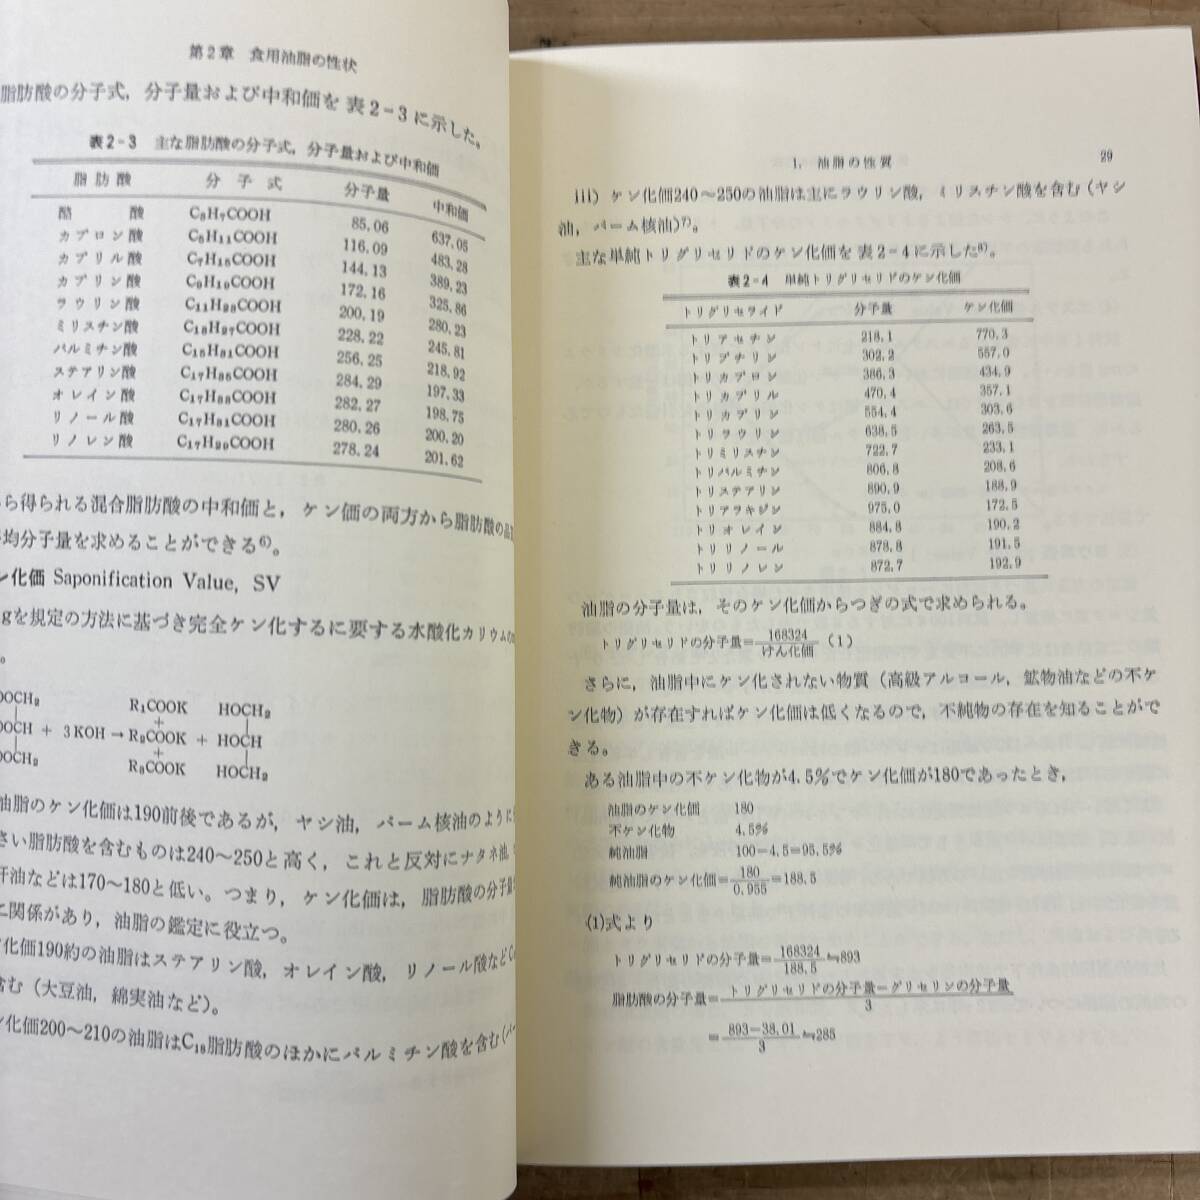 第2章　食用油脂の性状
脂肪酸の分子式，分子量および中和価を 表2-3 に示した。
表2-3　主な脂肪酸の分子式，分子量および中和価
脂肪酸　分子式　分子量　中和価
酪酸　C₃H₇COOH　85,06　637,05
カプロン酸　C₅H₁₁COOH　116,09　483,28
カプリル酸　C₇H₁₅COOH　144,13　389,23
カプリン酸　C₉H₁₉COOH　172,16　325,86
ラウリン酸　C₁₁H₂₃COOH　200,19　280,23
ミリスチン酸　C₁₃H₂₇COOH　228,22　245,81
パルミチン酸　C₁₅H₃₁COOH　256,25　218,92
ステアリン酸　C₁₇H₃₅COOH　284,29　197,33
オレイン酸　C₁₇H₃₃COOH　282,27　198,75
リノール酸　C₁₇H₃₁COOH　280,26　200,20
リノレン酸　C₁₇H₂₉COOH　278,24　201,62
ら得られる混合脂肪酸の中和価と，ケン価の両方から脂肪酸の
均分子量を求めることができる⁶⁾。
ン化価 Saponification Value, SV
gを規定の方法に基づき完全ケン化するに要する水酸化カリウム
。
OOCH₂　R₁COOK　HOCH₂
+
OCH + 3KOH → R₂COOK + HOCH
+
OOCH₂　R₃COOK　HOCH₂
油脂のケン化価は190前後であるが，ヤシ油，パーム核油のように
さい脂肪酸を含むものは240〜250と高く，これと反対にナタネ油
肝油などは170〜180と低い。つまり，ケン化価は，脂肪酸の分子量
に関係があり，油脂の鑑定に役立つ。
化価190約の油脂はステアリン酸，オレイン酸，リノール酸など
含む（大豆油，綿実油など）。
ン化価200〜210の油脂はC₁₈脂肪酸のほかにパルミチン酸を含む
1. 油脂の性質　29
iii) ケン化価240〜250の油脂は主にラウリン酸，ミリスチン酸を含む（ヤシ
油，パーム核油)⁷⁾。
主な単純トリグリセリドのケン化価を 表2-4 に示した⁸⁾。
表2-4　単純トリグリセリドのケン化価
トリグリセライド　分子量　ケン化価
トリアセチン　218,1　770,3
トリブチリン　302,2　557,0
トリカプロン　386,3　434,9
トリカプリル　470,4　357,1
トリカプリン　554,4　303,6
トリラウリン　638,5　263,5
トリミリスチン　722,7　233,1
トリパルミチン　806,8　208,6
トリステアリン　890,9　188,9
トリアラキジン　975,0　172,5
トリオレイン　884,8　190,2
トリリノール　878,8　191,5
トリリノレン　872,7　192,9
油脂の分子量は，そのケン化価からつぎの式で求められる。
トリグリセリドの分子量=168324/けん化価 (1)
さらに，油脂中にケン化されない物質（高級アルコール，鉱物油などの不ケ
ン化物）が存在すればケン化価は低くなるので，不純物の存在を知ることがで
きる。
ある油脂中の不ケン化物が4,5%でケン化価が180であったとき，
油脂のケン化価　180
不ケン化物　4,5%
純油脂　100-4,5=95,5%
純油脂のケン化価=180/0,955=188,5
(1)式より
トリグリセリドの分子量=168324/188,5≒893
脂肪酸の分子量=トリグリセリドの分子量-グリセリンの分子量/3
=893-38,01/3≒285